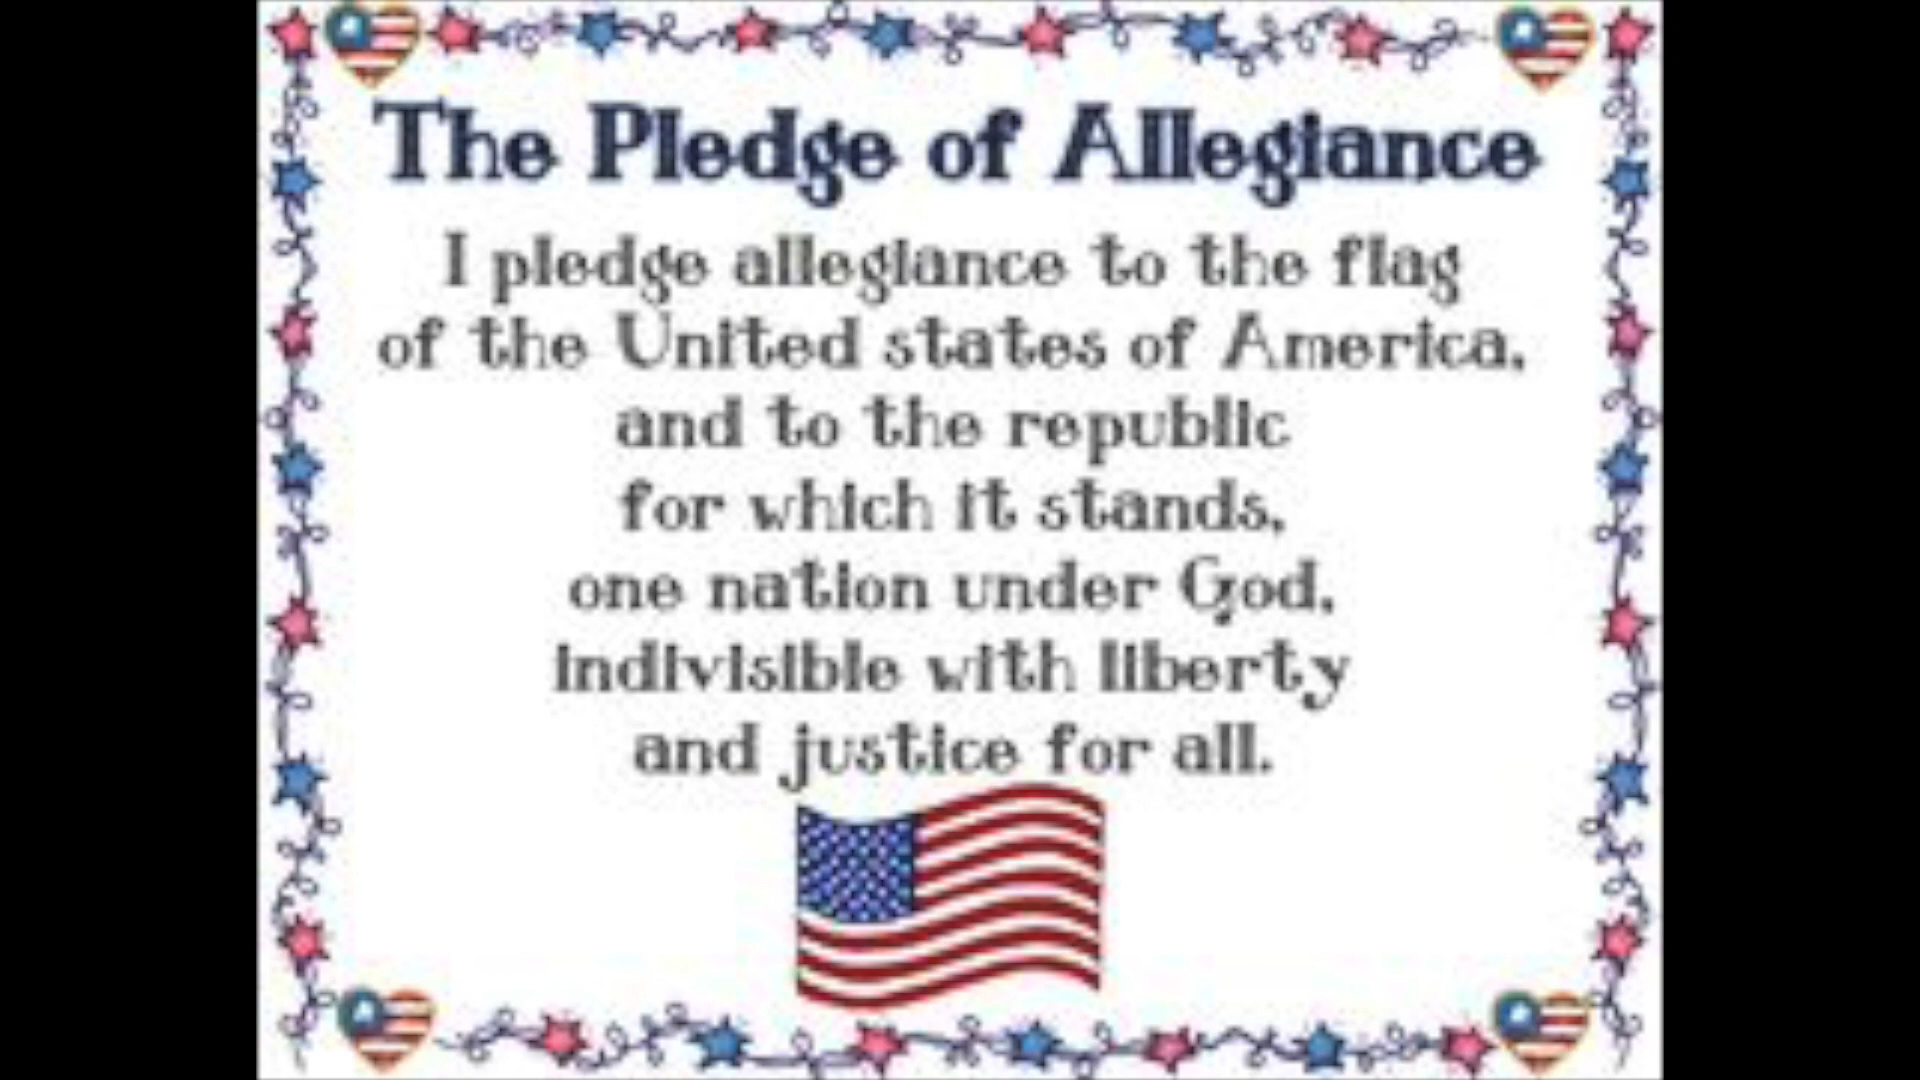 The Pledge of Allegiance
I pledge allegiance to the flag
of the United states of America,
and to the republic
for which it stands,
one nation under God,
indivisible with liberty
and justice for all.